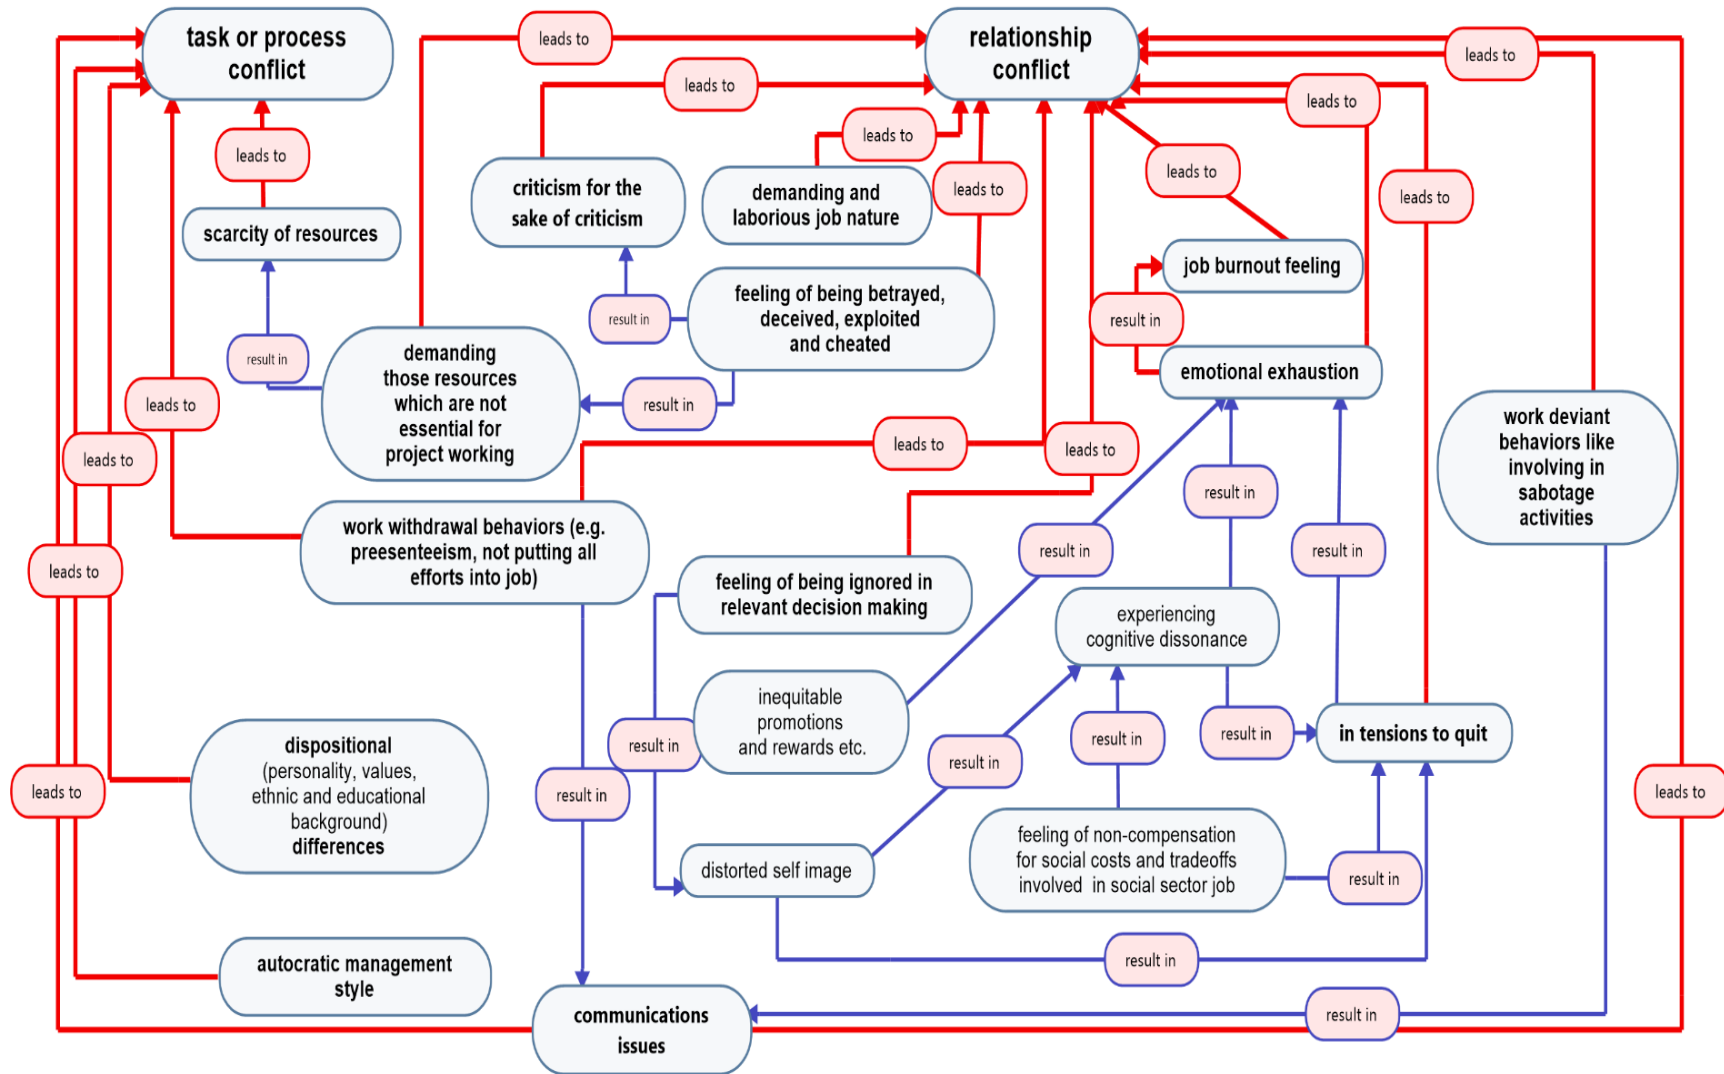 task or process
conflict
relationship
conflict
leads to
leads to
leads to
leads to
leads to
leads to
leads to
leads to
leads to
leads to
criticism for the
sake of criticism
demanding and
laborious job nature
scarcity of resources
job burnout feeling
feeling of being betrayed,
deceived, exploited
and cheated
result in
result in
result in
demanding
those resources
which are not
essential for
project working
result in
emotional exhaustion
leads to
leads to
leads to
leads to
work deviant
behaviors like
involving in
sabotage
activities
result in
work withdrawal behaviors (e.g.
preesenteeism, not putting all
efforts into job)
result in
result in
leads to
feeling of being ignored in
relevant decision making
experiencing
cognitive dissonance
inequitable
promotions
and rewards etc.
result in
result in
result in
in tensions to quit
dispositional
(personality, values,
ethnic and educational
background)
differences
result in
leads to
result in
leads to
feeling of non-compensation
for social costs and tradeoffs
involved in social sector job
distorted self image
result in
autocratic management
style
result in
communications
issues
result in